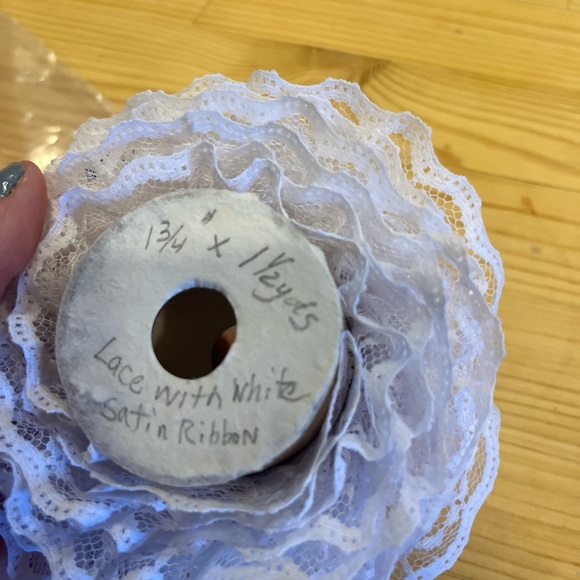 1 3/4" x 1 1/2 yds
Lace with White
Satin Ribbon